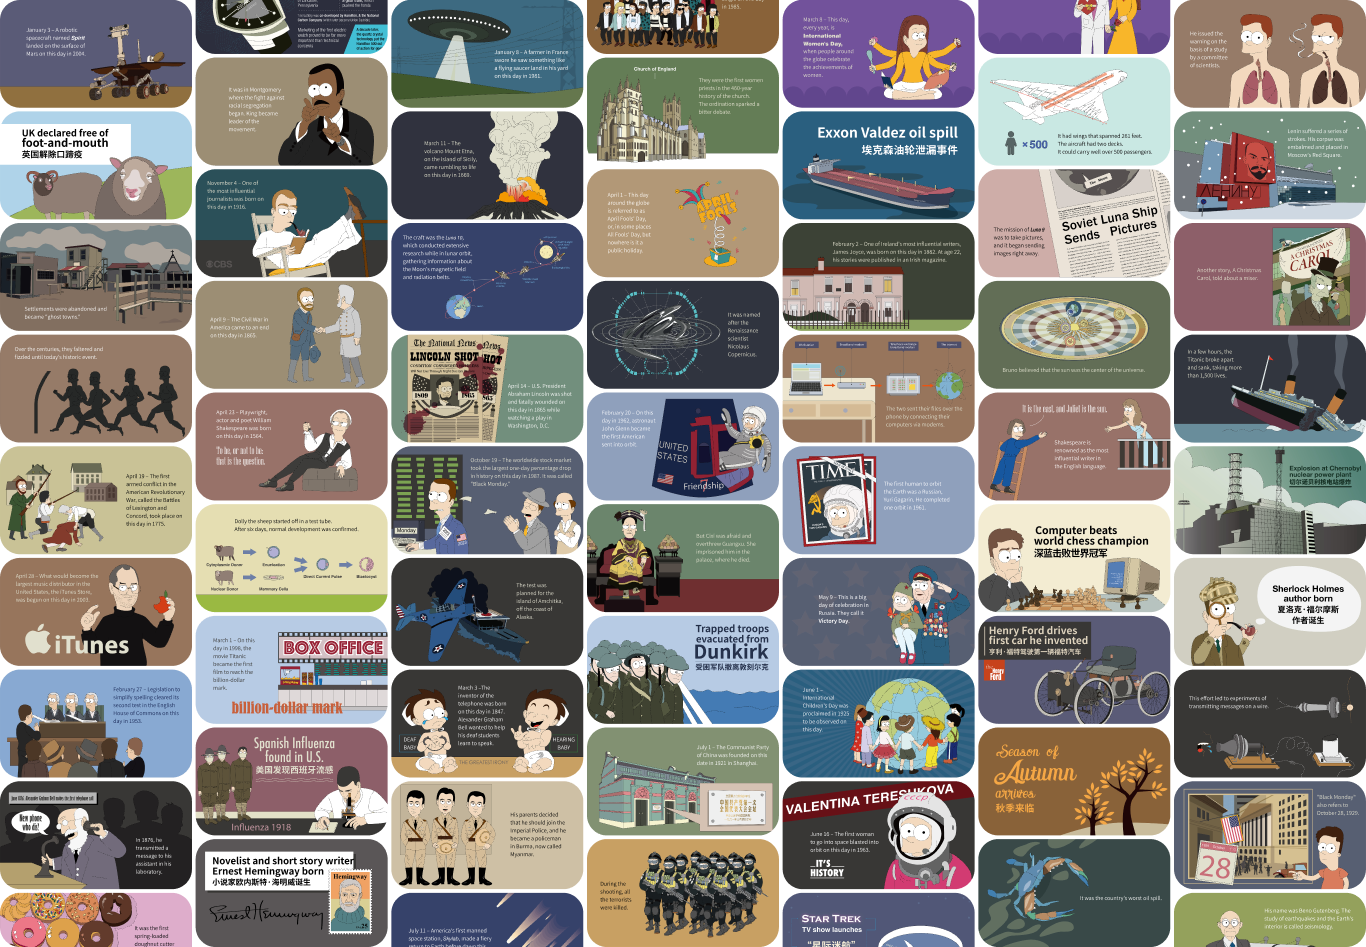 January 3 – A robotic
spacecraft named Spirit
landed on the surface of
Mars on this day in 2004.
UK declared free of
foot-and-mouth
英国解除口蹄疫
Settlements were abandoned and
became "ghost towns."
Over the centuries, they faltered and
fizzled until today's historic event.
April 19 – The first
armed conflict in the
American Revolutionary
War, called the Battles
of Lexington and
Concord, took place on
this day in 1775.
April 28 – What would become the
largest music distributor in the
United States, the iTunes Store,
was begun on this day in 2003.
iTunes
February 27 – Legislation to
simplify spelling cleared its
second test in the English
House of Commons on this
day in 1953.
New phone
who dis?
In 1876, he
transmitted a
message to his
assistant in his
laboratory.
It was the first
spring-loaded
doughnut cutter
It was in Montgomery
where the fight against
racial segregation
began. King became
leader of the
movement.
November 4 – One of
the most influential
journalists was born on
this day in 1916.
CBS
April 9 – The Civil War in
America came to an end
on this day in 1865.
April 23 – Playwright,
actor and poet William
Shakespeare was born
on this day in 1564.
To be, or not to be:
that is the question.
Dolly the sheep started off in a test tube.
After six days, normal development was confirmed.
Cytoplasmic Donor
Enucleation
Direct Current Pulse
Blastocyst
Nuclear Donor
Mammary Cells
March 1 – On this
day in 1998, the
movie Titanic
became the first
film to reach the
billion-dollar
mark.
BOX OFFICE
billion-dollar mark
Spanish Influenza
found in U.S.
美国发现西班牙流感
Influenza 1918
Novelist and short story writer
Ernest Hemingway born
小说家欧内斯特·海明威诞生
Hemingway
Ernest Hemingway
January 8 – A farmer in France
swore he saw something like
a flying saucer land in his yard
on this day in 1981.
March 11 – The
volcano Mount Etna,
on the island of Sicily,
came rumbling to life
on this day in 1669.
The craft was the Luna 10,
which conducted extensive
research while in lunar orbit,
gathering information about
the Moon's magnetic field
and radiation belts.
The National News
LINCOLN SHOT
News
HOT
1809
1865
April 14 – U.S. President
Abraham Lincoln was shot
and fatally wounded on
this day in 1865 while
watching a play in
Washington, D.C.
October 19 – The worldwide stock market
took the largest one-day percentage drop
in history on this day in 1987. It was called
"Black Monday."
Monday
The test was
planned for the
island of Amchitka,
off the coast of
Alaska.
March 3 –The
inventor of the
telephone was born
on this day in 1847.
Alexander Graham
Bell wanted to help
his deaf students
learn to speak.
DEAF
BABY
HEARING
BABY
THE GREATEST IRONY
His parents decided
that he should join the
Imperial Police, and he
became a policeman
in Burma, now called
Myanmar.
July 11 – America's first manned
space station, Skylab, made a fiery
in 1983.
Church of England
They were the first women
priests in the 460-year
history of the church.
The ordination sparked a
bitter debate.
April 1 – This day
around the globe
is referred to as
April Fools' Day,
or, in some places
All Fools' Day, but
nowhere is it a
public holiday.
APRIL
FOOLS
It was named
after the
Renaissance
scientist
Nicolaus
Copernicus.
February 20 – On this
day in 1962, astronaut
John Glenn became
the first American
sent into orbit.
UNITED
STATES
Friendship
But Cixi was afraid and
overthrew Guangxu. She
imprisoned him in the
palace, where he died.
Trapped troops
evacuated from
Dunkirk
受困军队撤离敦刻尔克
July 1 – The Communist Party
of China was founded on this
date in 1921 in Shanghai.
During the
shooting, all
the terrorists
were killed.
March 8 – This day,
every year, is
International
Women's Day,
when people around
the globe celebrate
the achievements of
women.
Exxon Valdez oil spill
埃克森油轮泄漏事件
February 2 – One of Ireland's most influential writers,
James Joyce, was born on this day in 1882. At age 22,
his stories were published in an Irish magazine.
The two sent their files over the
phone by connecting their
computers via modems.
TIME
The first human to orbit
the Earth was a Russian,
Yuri Gagarin. He completed
one orbit in 1961.
May 9 – This is a big
day of celebration in
Russia. They call it
Victory Day.
June 1 –
International
Children's Day was
proclaimed in 1925
to be observed on
this day.
VALENTINA TERESHKOVA
CCCP
June 16 – The first woman
to go into space blasted into
orbit on this day in 1963.
IT'S
HISTORY
STAR TREK
TV show launches
"星际迷航"
×500
It had wings that spanned 261 feet.
The aircraft had two decks.
It could carry well over 500 passengers.
The mission of Luna 9
was to take pictures,
and it began sending
images right away.
Soviet Luna Ship
Sends Pictures
Bruno believed that the sun was the center of the universe.
It is the east, and Juliet is the sun.
Shakespeare is
renowned as the most
influential writer in
the English language.
Computer beats
world chess champion
深蓝击败世界冠军
Henry Ford drives
first car he invented
亨利·福特驾驶第一辆福特汽车
Season of
Autumn
arrives
秋季来临
It was the country's worst oil spill.
He issued the
warning on the
basis of a study
by a committee
of scientists.
Lenin suffered a series of
strokes. His corpse was
embalmed and placed in
Moscow's Red Square.
ЛЕНИНУ
Another story, A Christmas
Carol, told about a miser.
A CHRISTMAS
CAROL
In a few hours, the
Titanic broke apart
and sank, taking more
than 1,500 lives.
Explosion at Chernobyl
nuclear power plant
切尔诺贝利核电站爆炸
Sherlock Holmes
author born
夏洛克·福尔摩斯
作者诞生
This effort led to experiments of
transmitting messages on a wire.
"Black Monday"
also refers to
October 28, 1929.
28
His name was Beno Gutenberg. The
study of earthquakes and the Earth's
interior is called seismology.